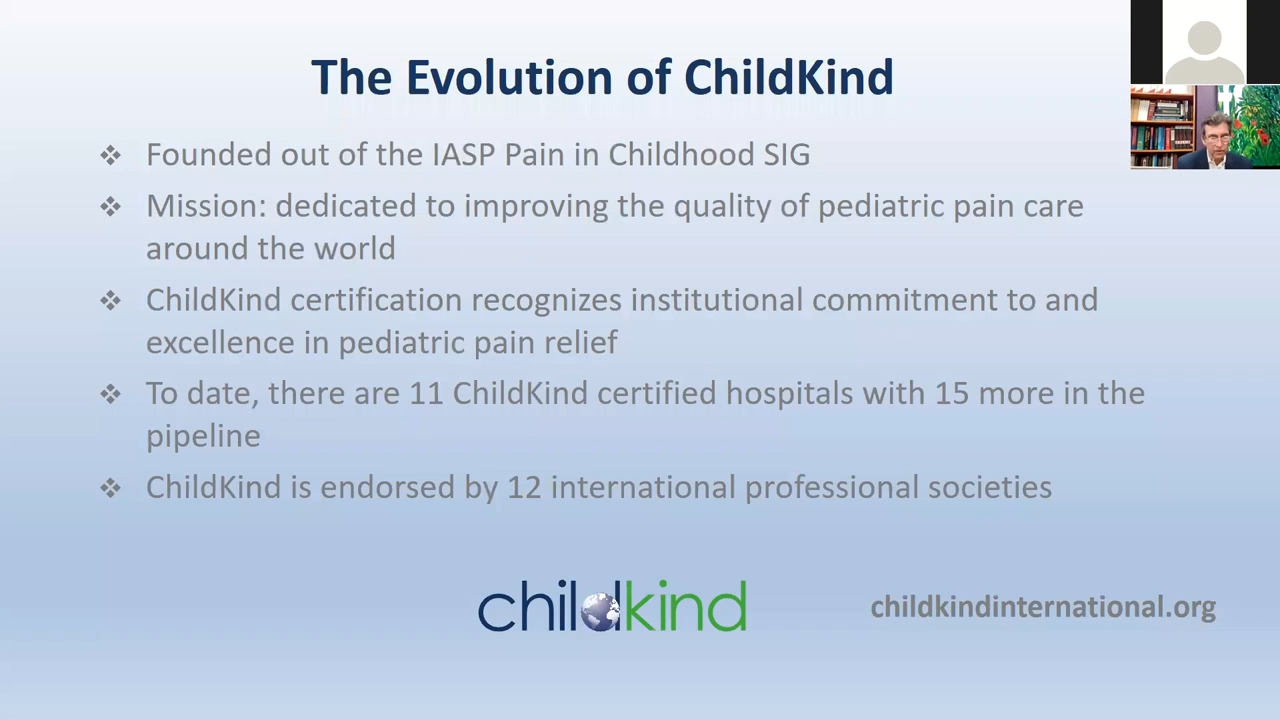 The Evolution of ChildKind
Founded out of the IASP Pain in Childhood SIG
Mission: dedicated to improving the quality of pediatric pain care
around the world
ChildKind certification recognizes institutional commitment to and
excellence in pediatric pain relief
To date, there are 11 ChildKind certified hospitals with 15 more in the
pipeline
ChildKind is endorsed by 12 international professional societies
childkind
childkindinternational.org